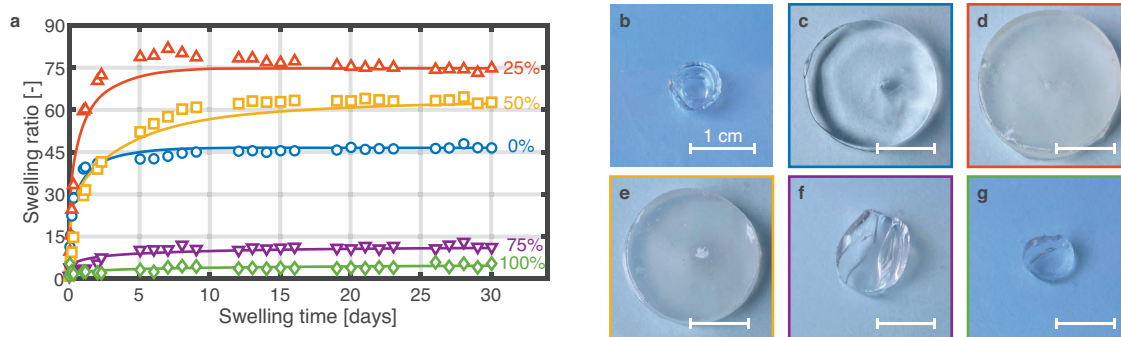 a
90
75
60
45
30
15
0
Swelling ratio [-]
25%
50%
0%
75%
100%
0 5 10 15 20 25 30
Swelling time [days]
b
1 cm
c
d
e
f
g